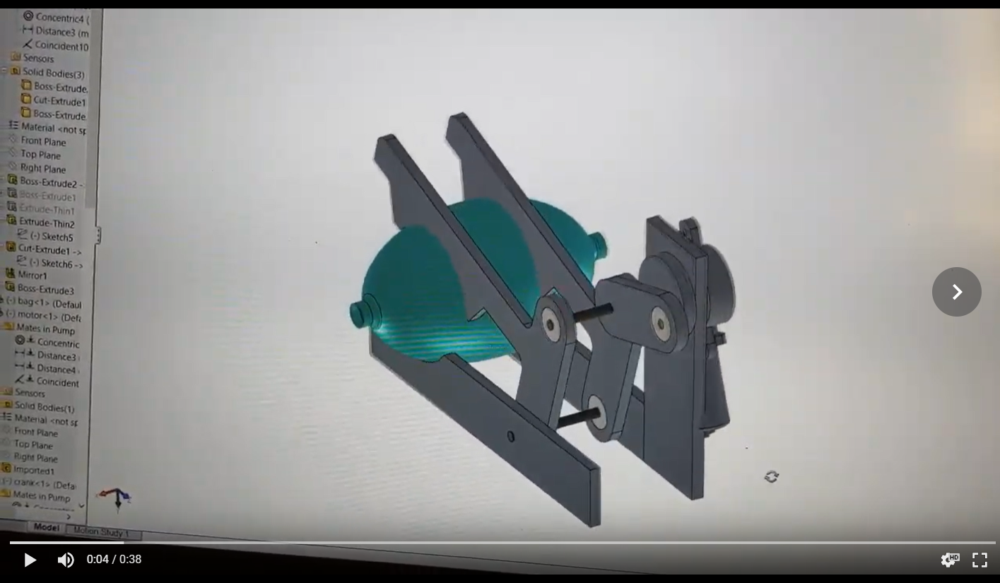 Concentric4 (
Distance3 (m
Coincident10
Sensors
Solid Bodies(3)
Boss-Extrude
Cut-Extrude1
Boss-Extrude
Material <not sp
Front Plane
Top Plane
Right Plane
Boss-Extrude2 -
Boss-Extrude1
Extrude-Thin1
Extrude-Thin2
(-) Sketch5
Cut-Extrude1 ->
(-) Sketch6 ->
Mirror1
Boss-Extrude3
(-) bag<1> (Defaul
(-) motor<1> (Defa
Mates in Pump
Concentric
Distance3
Distance4
Coincident
Sensors
Solid Bodies(1)
Material <not sp
Front Plane
Top Plane
Right Plane
Imported1
(-) crank<1> (Defa
Mates in Pump
Model
Motion Study 1
0:04 / 0:38
HD